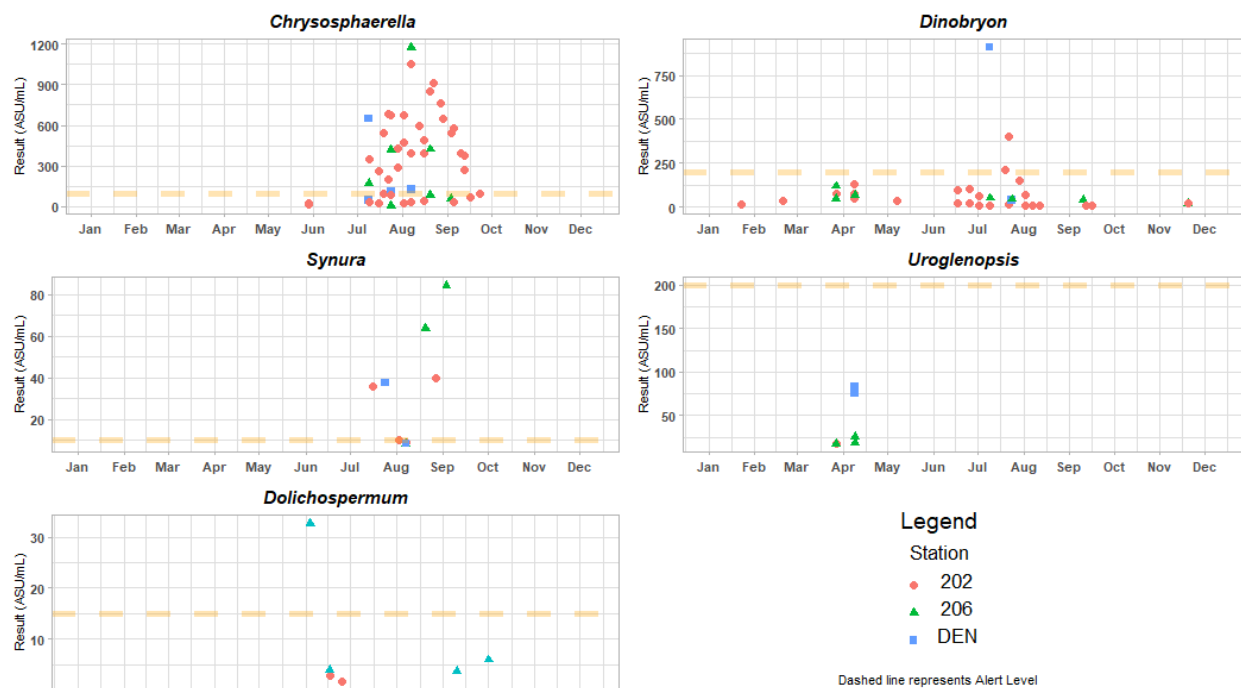 Chrysosphaerella
Result (ASU/mL)
1200
900
600
300
0
Jan Feb Mar Apr May Jun Jul Aug Sep Oct Nov Dec
Dinobryon
Result (ASU/mL)
750
500
250
0
Jan Feb Mar Apr May Jun Jul Aug Sep Oct Nov Dec
Synura
Result (ASU/mL)
80
60
40
20
Jan Feb Mar Apr May Jun Jul Aug Sep Oct Nov Dec
Uroglenopsis
Result (ASU/mL)
200
150
100
50
Jan Feb Mar Apr May Jun Jul Aug Sep Oct Nov Dec
Dolichospermum
Result (ASU/mL)
30
20
10
Legend
Station
202
206
DEN
Dashed line represents Alert Level